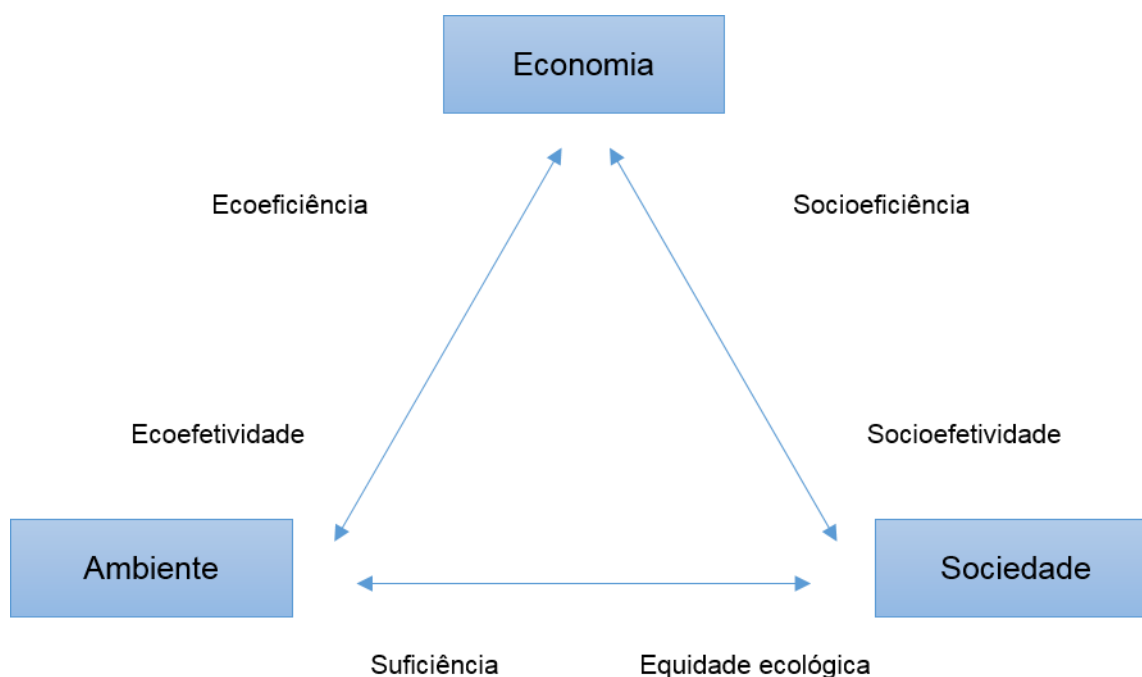 Economia
Ecoeficiência
Socioeficiência
Ecoefetividade
Socioefetividade
Ambiente
Sociedade
Suficiência
Equidade ecológica